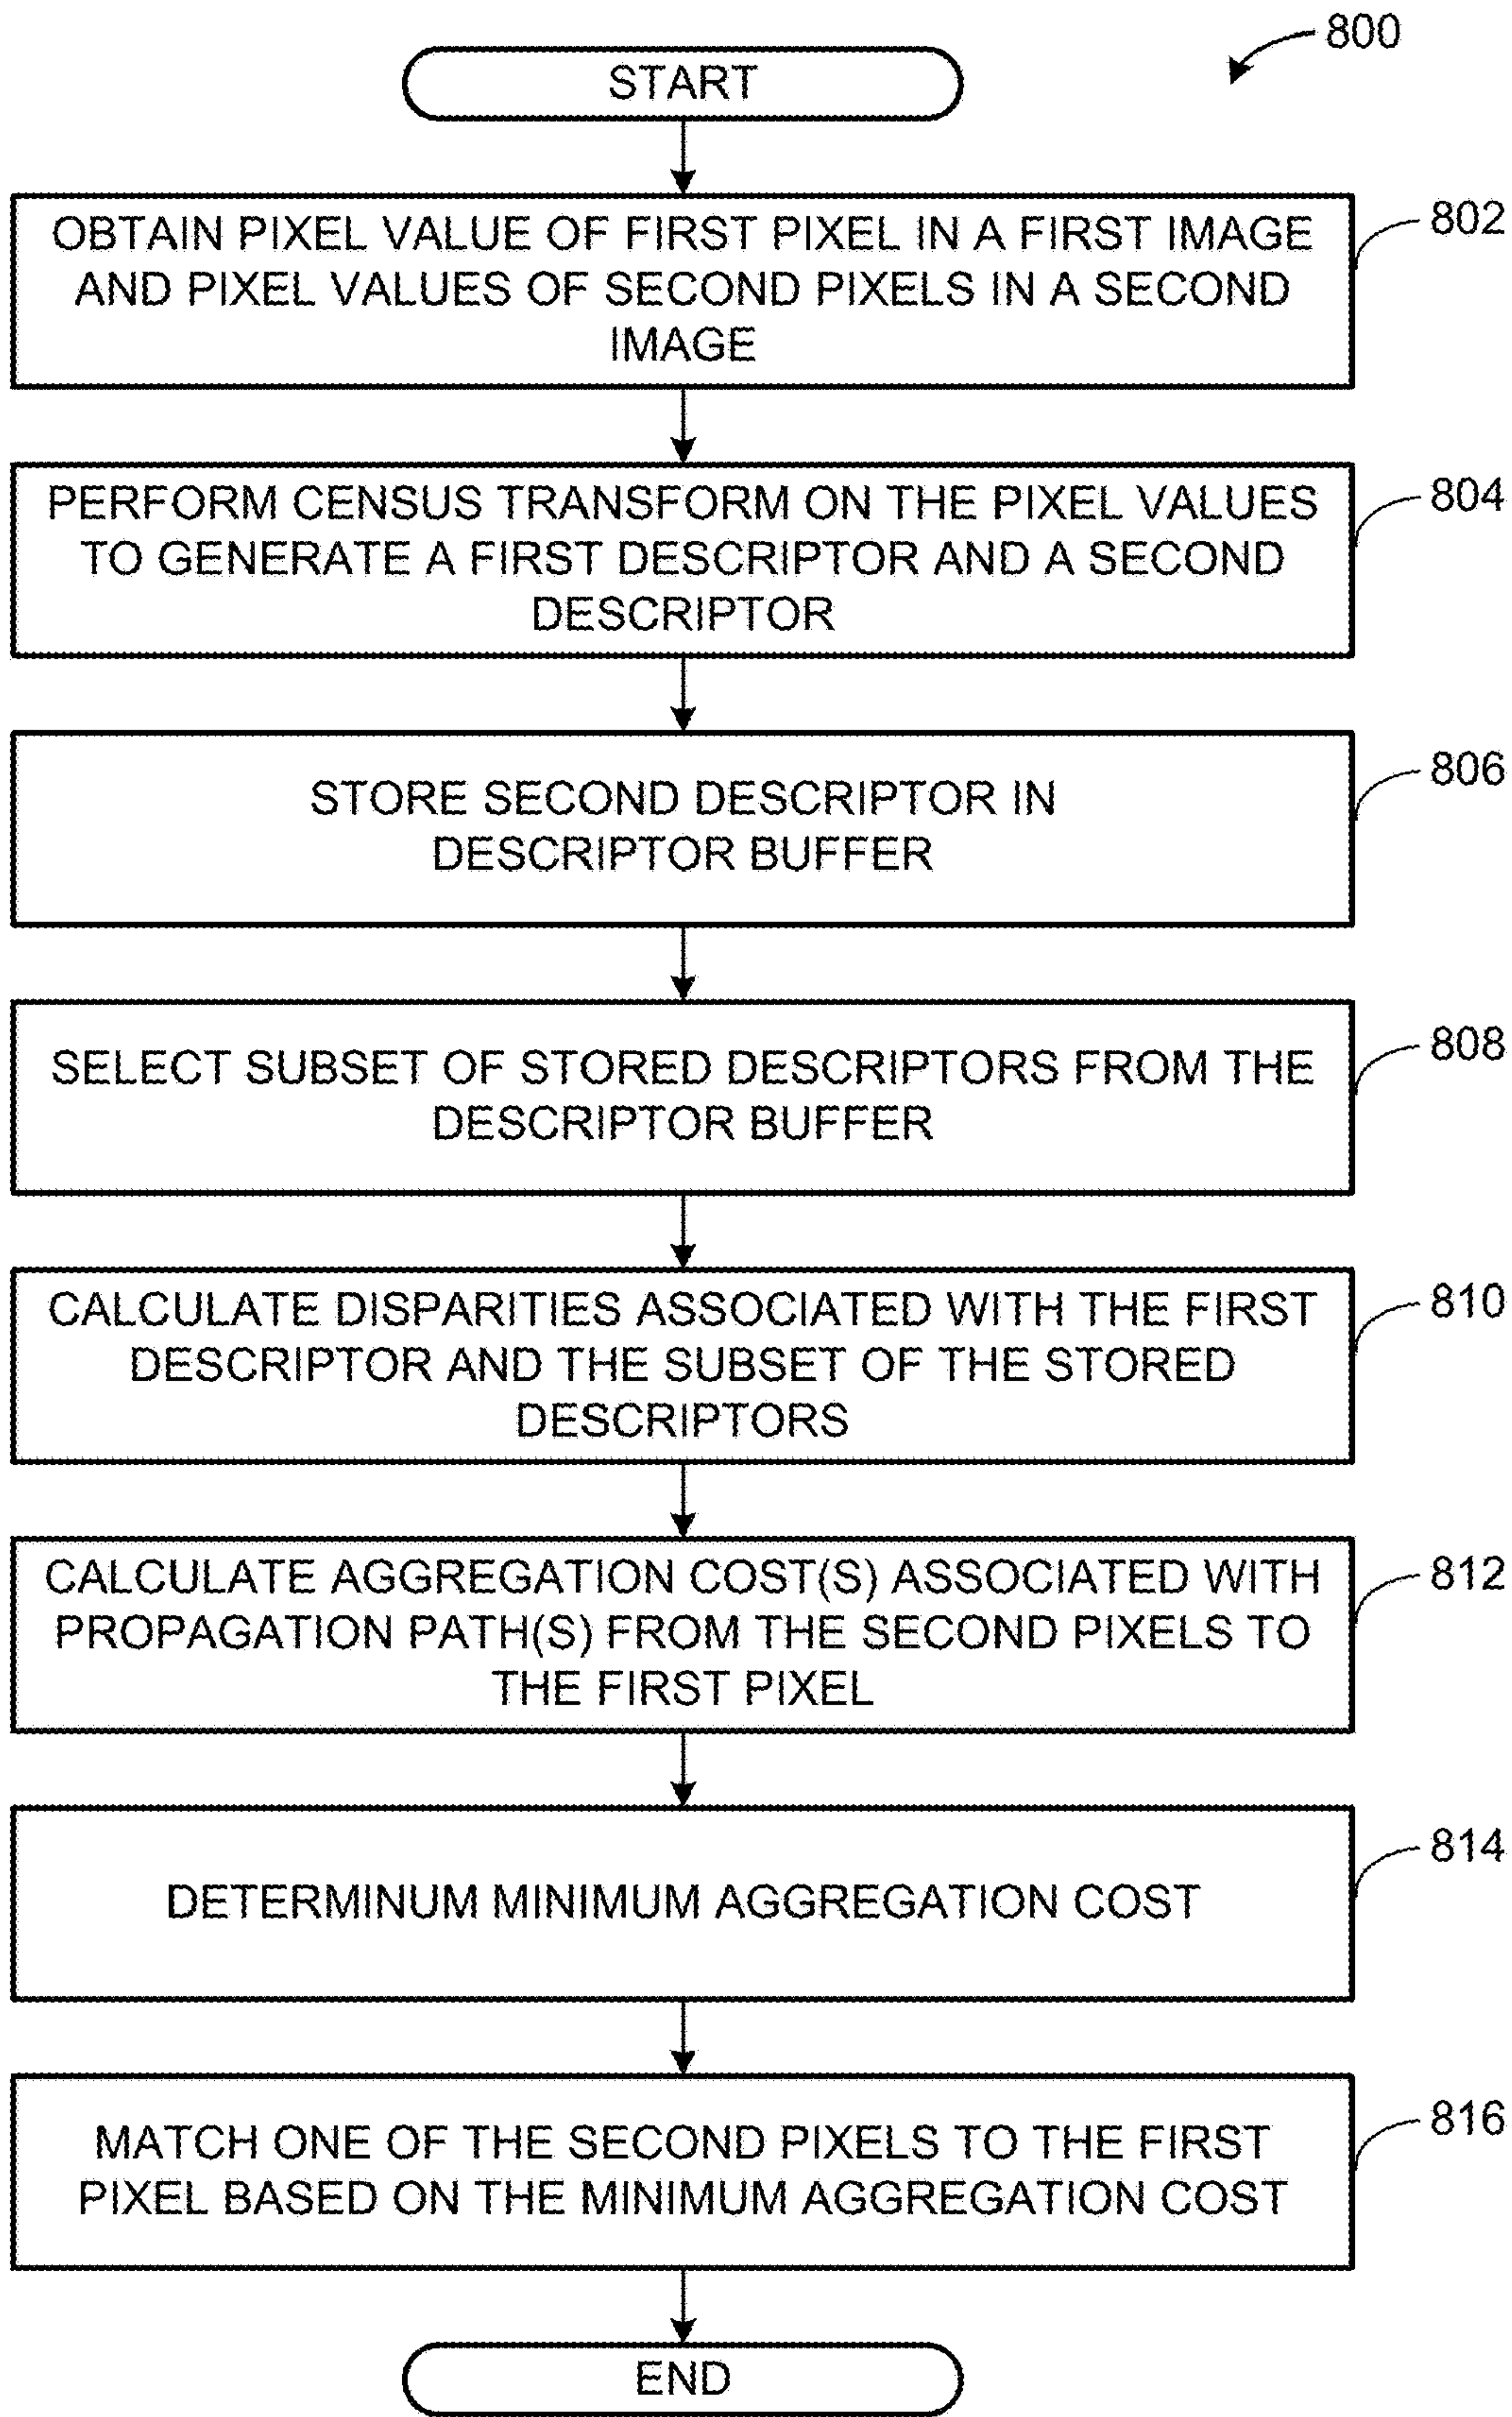 800
START
802
OBTAIN PIXEL VALUE OF FIRST PIXEL IN A FIRST IMAGE
AND PIXEL VALUES OF SECOND PIXELS IN A SECOND
IMAGE
804
PERFORM CENSUS TRANSFORM ON THE PIXEL VALUES
TO GENERATE A FIRST DESCRIPTOR AND A SECOND
DESCRIPTOR
806
STORE SECOND DESCRIPTOR IN
DESCRIPTOR BUFFER
808
SELECT SUBSET OF STORED DESCRIPTORS FROM THE
DESCRIPTOR BUFFER
810
CALCULATE DISPARITIES ASSOCIATED WITH THE FIRST
DESCRIPTOR AND THE SUBSET OF THE STORED
DESCRIPTORS
812
CALCULATE AGGREGATION COST(S) ASSOCIATED WITH
PROPAGATION PATH(S) FROM THE SECOND PIXELS TO
THE FIRST PIXEL
814
DETERMINUM MINIMUM AGGREGATION COST
816
MATCH ONE OF THE SECOND PIXELS TO THE FIRST
PIXEL BASED ON THE MINIMUM AGGREGATION COST
END